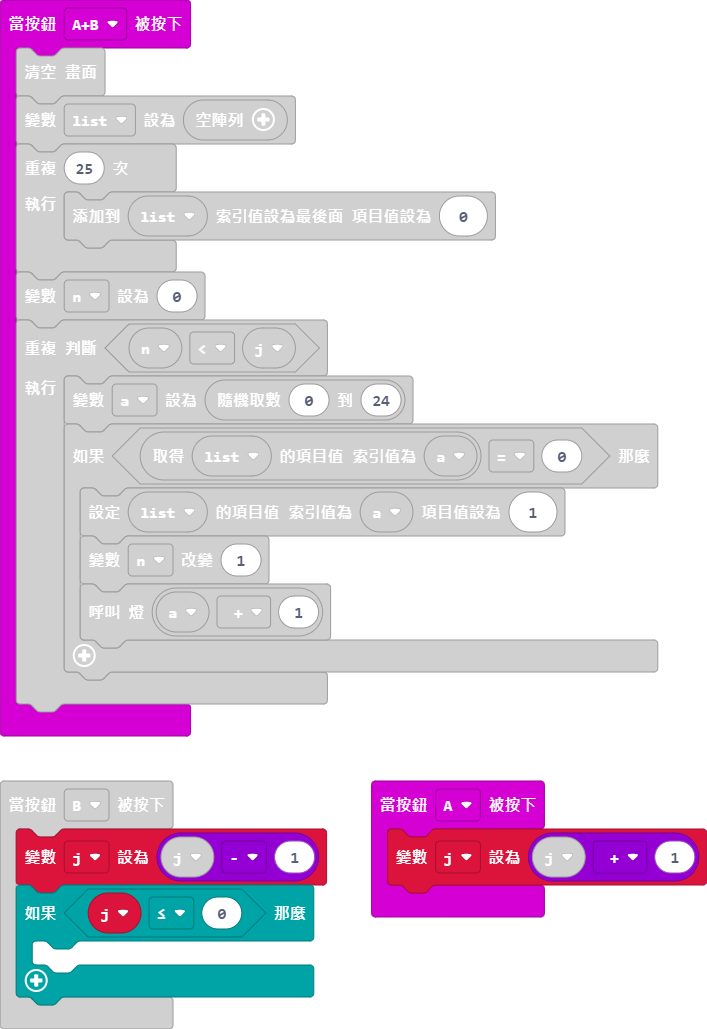 當按鈕 A+B 被按下
清空 畫面
變數 list 設為 空陣列
重複 25 次
執行 添加到 list 索引值設為最後面 項目值設為 0
變數 n 設為 0
重複 判斷 n < j
執行 變數 a 設為 隨機取數 0 到 24
如果 取得 list 的項目值 索引值為 a = 0 那麼
設定 list 的項目值 索引值為 a 項目值設為 1
變數 n 改變 1
呼叫 燈 a + 1
當按鈕 B 被按下
變數 j 設為 j - 1
如果 j ≤ 0 那麼
當按鈕 A 被按下
變數 j 設為 j + 1